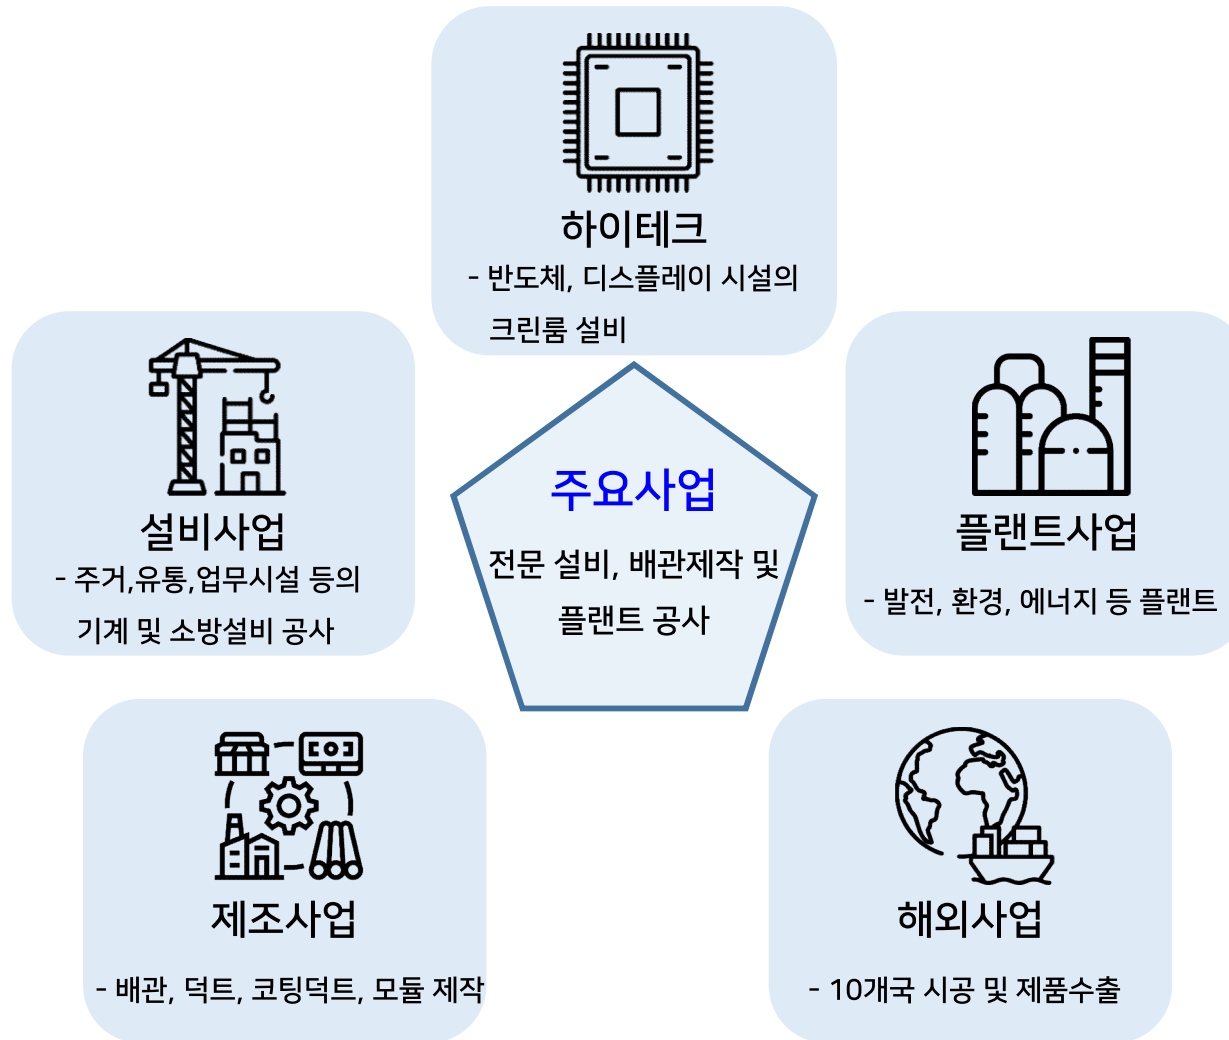 하이테크
- 반도체, 디스플레이 시설의
크린룸 설비
설비사업
- 주거,유통,업무시설 등의
기계 및 소방설비 공사
주요사업
전문 설비, 배관제작 및
플랜트 공사
플랜트사업
- 발전, 환경, 에너지 등 플랜트
제조사업
- 배관, 덕트, 코팅덕트, 모듈 제작
해외사업
- 10개국 시공 및 제품수출